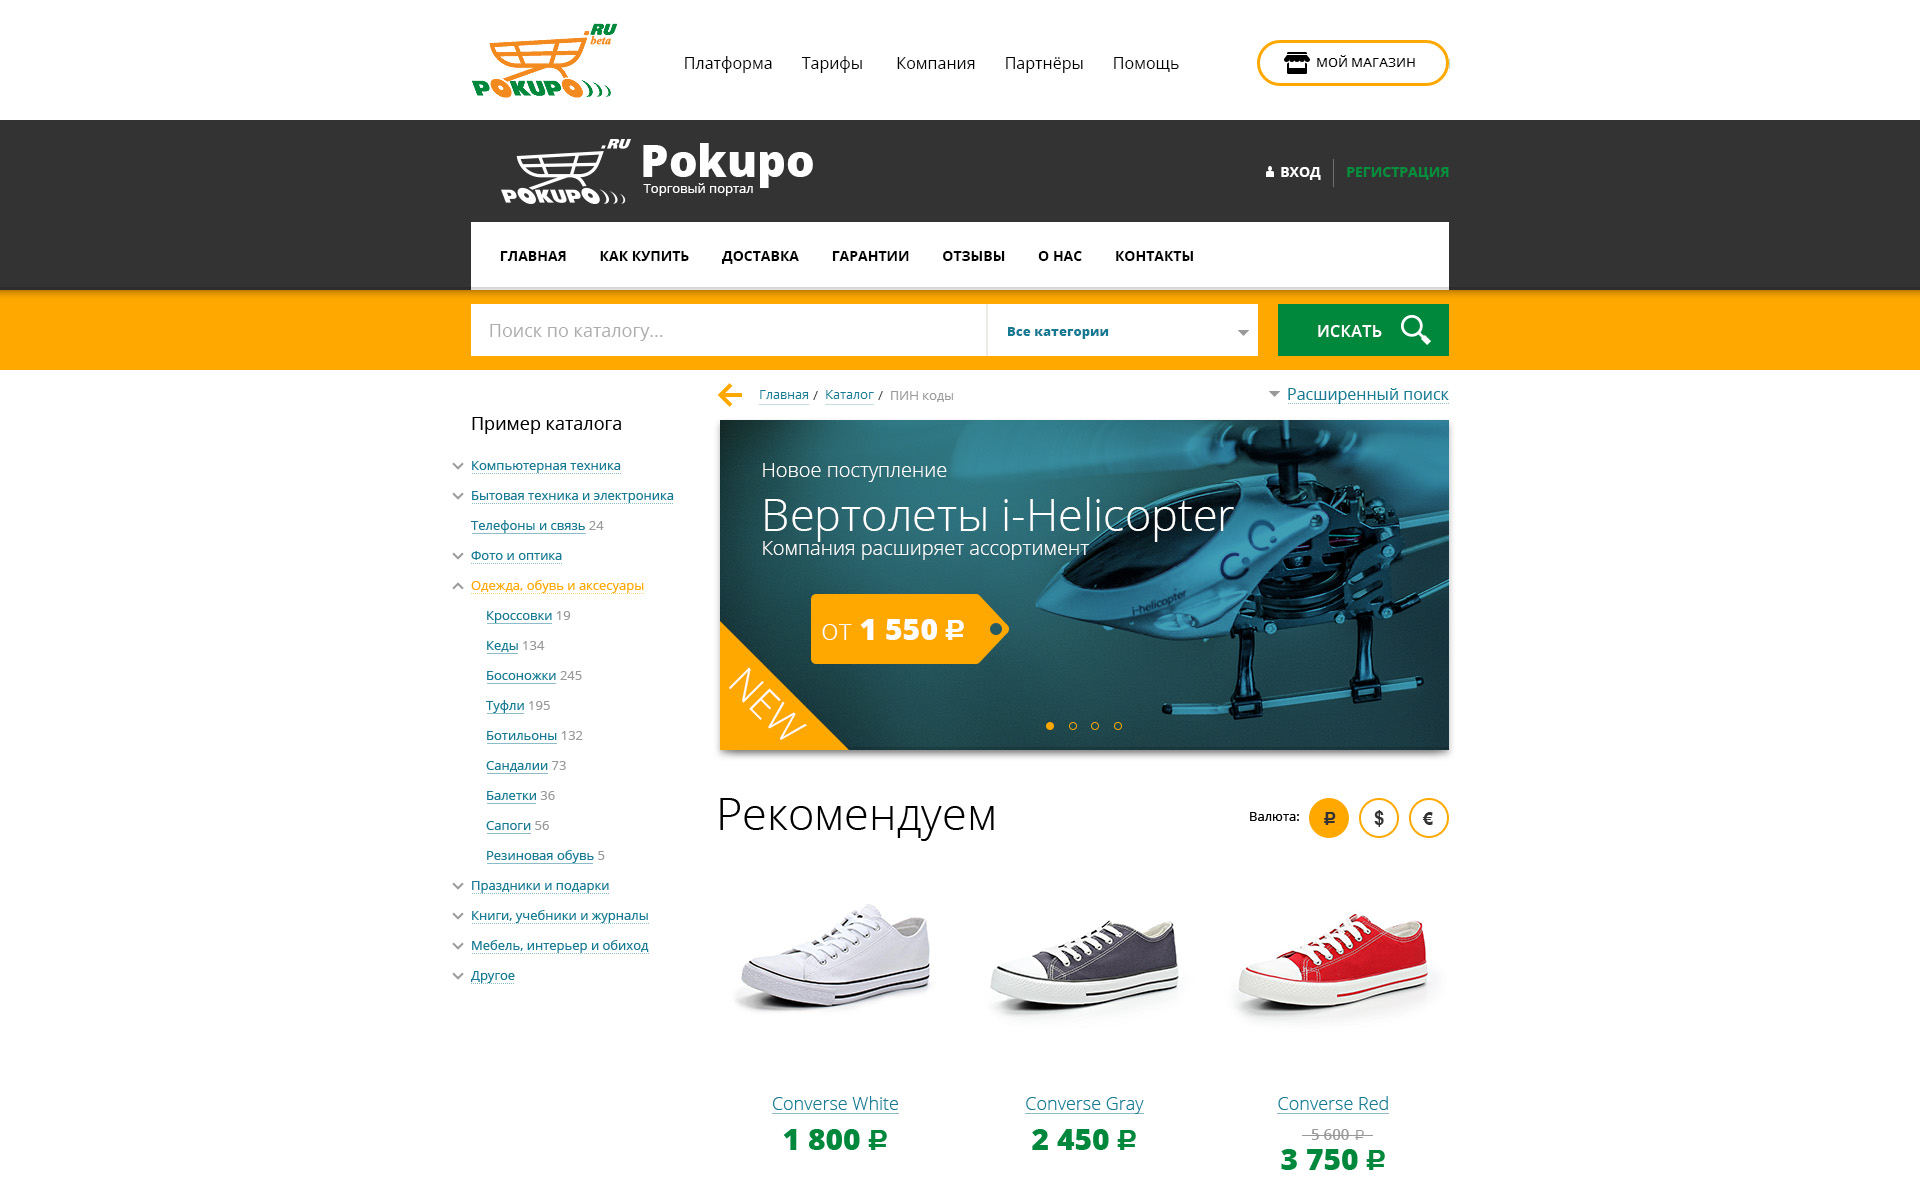 .RU
beta
POKUPO
Платформа Тарифы Компания Партнёры Помощь
МОЙ МАГАЗИН
.RU
POKUPO
Pokupo
Торговый портал
ВХОД РЕГИСТРАЦИЯ
ГЛАВНАЯ КАК КУПИТЬ ДОСТАВКА ГАРАНТИИ ОТЗЫВЫ О НАС КОНТАКТЫ
Поиск по каталогу... Все категории ИСКАТЬ
Главная / Каталог / ПИН коды
Расширенный поиск
Пример каталога
Компьютерная техника
Бытовая техника и электроника
Телефоны и связь 24
Фото и оптика
Одежда, обувь и аксесуары
Кроссовки 19
Кеды 134
Босоножки 245
Туфли 195
Ботильоны 132
Сандалии 73
Балетки 36
Сапоги 56
Резиновая обувь 5
Праздники и подарки
Книги, учебники и журналы
Мебель, интерьер и обиход
Другое
Новое поступление
Вертолеты i-Helicopter
Компания расширяет ассортимент
от 1 550 ₽
NEW
i-helicopter
Рекомендуем
Валюта: ₽ $ €
Converse White
1 800 ₽
Converse Gray
2 450 ₽
Converse Red
5 600 ₽
3 750 ₽